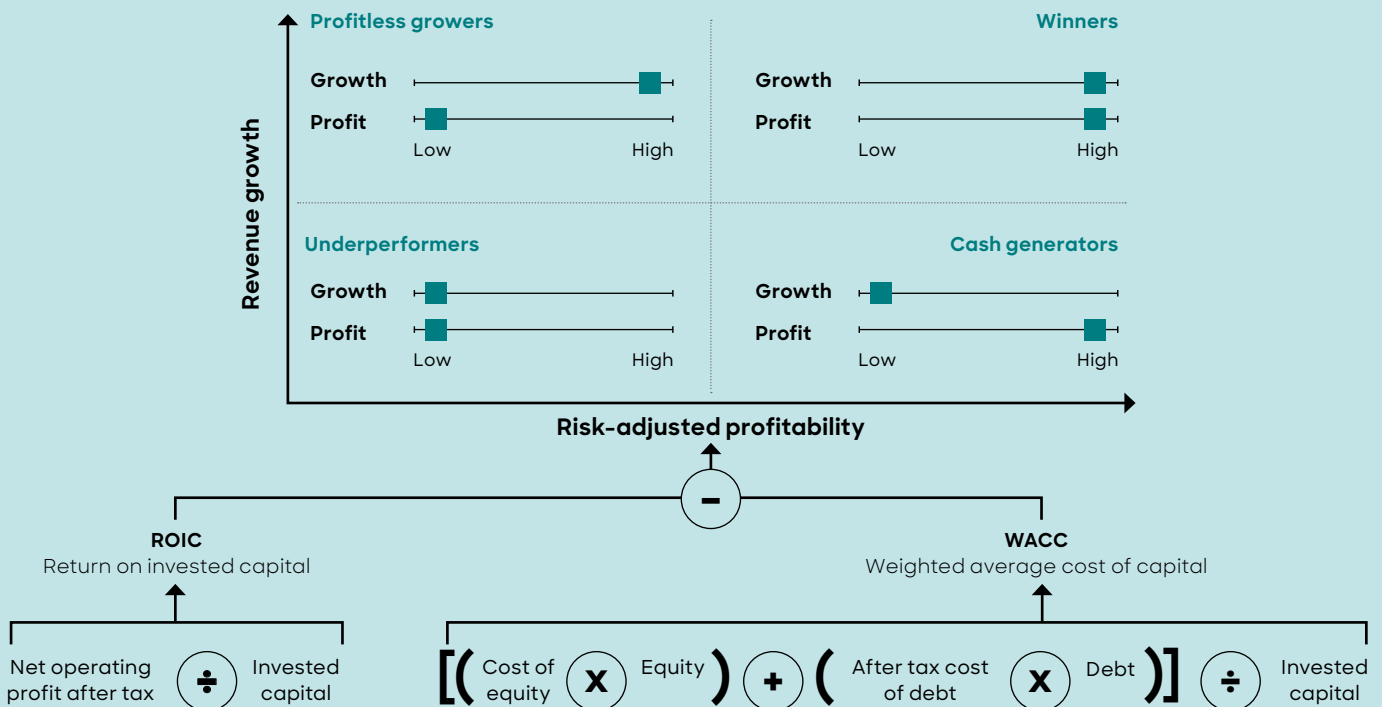 Profitless growers
Growth
Profit
Low High
Winners
Growth
Profit
Low High
Revenue growth
Underperformers
Growth
Profit
Low High
Cash generators
Growth
Profit
Low High
Risk-adjusted profitability
-
ROIC
Return on invested capital
WACC
Weighted average cost of capital
Net operating
profit after tax
÷
Invested
capital
[(
Cost of
equity
X
Equity
)
+
(
After tax cost
of debt
X
Debt
)]
÷
Invested
capital